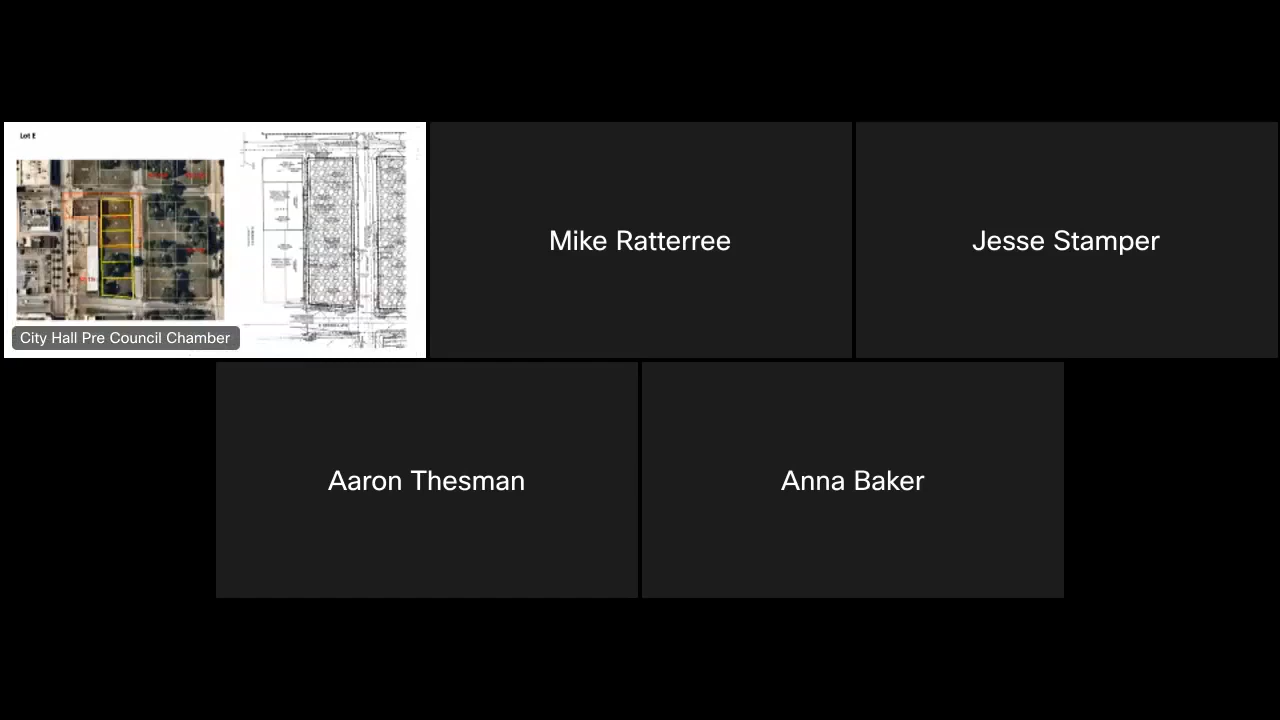 Lot E
City Hall Pre Council Chamber
Mike Ratterree
Jesse Stamper
Aaron Thesman
Anna Baker